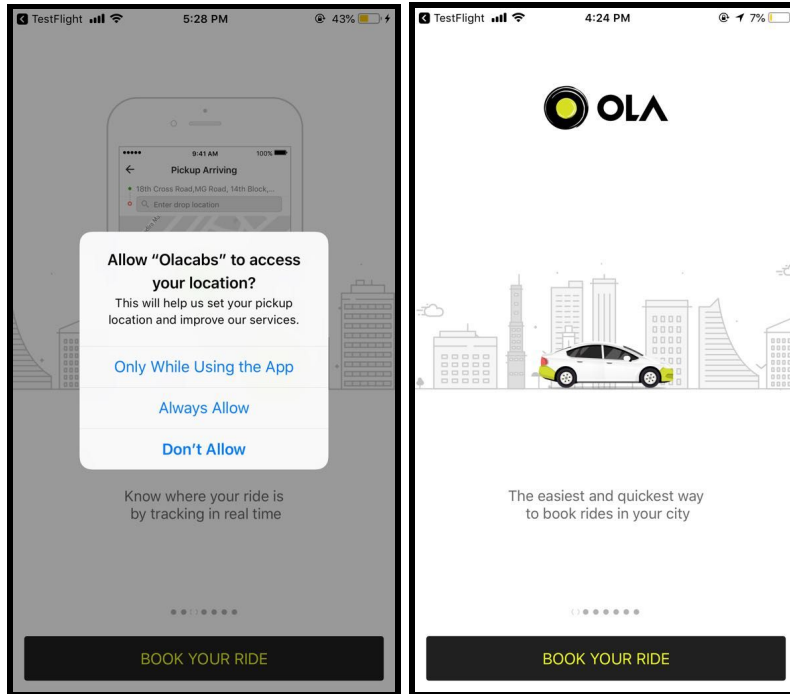 TestFlight
5:28 PM
43%
9:41 AM
100%
Pickup Arriving
18th Cross Road,MG Road, 14th Block,...
Enter drop location
Allow “Olacabs” to access
your location?
This will help us set your pickup
location and improve our services.
Only While Using the App
Always Allow
Don’t Allow
Know where your ride is
by tracking in real time
BOOK YOUR RIDE
TestFlight
4:24 PM
7%
OLA
The easiest and quickest way
to book rides in your city
BOOK YOUR RIDE